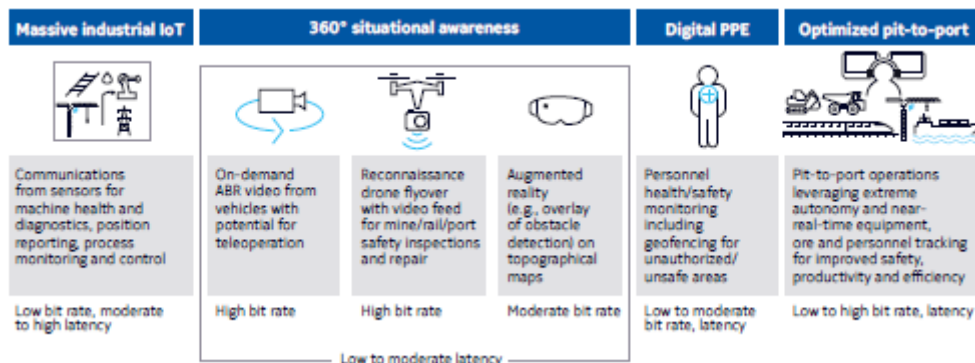 Massive industrial IoT
360° situational awareness
Digital PPE
Optimized pit-to-port
Communications
from sensors for
machine health and
diagnostics, position
reporting, process
monitoring and control
On-demand
ABR video from
vehicles with
potential for
teleoperation
Reconnaissance
drone flyover
with video feed
for mine/rail/port
safety inspections
and repair
Augmented
reality
(e.g., overlay
of obstacle
detection) on
topographical
maps
Personnel
health/safety
monitoring
including
geofencing for
unauthorized/
unsafe areas
Pit-to-port operations
leveraging extreme
autonomy and near-
real-time equipment,
ore and personnel tracking
for improved safety,
productivity and efficiency
Low bit rate, moderate
to high latency
High bit rate
High bit rate
Moderate bit rate
Low to moderate
bit rate, latency
Low to high bit rate, latency
Low to moderate latency